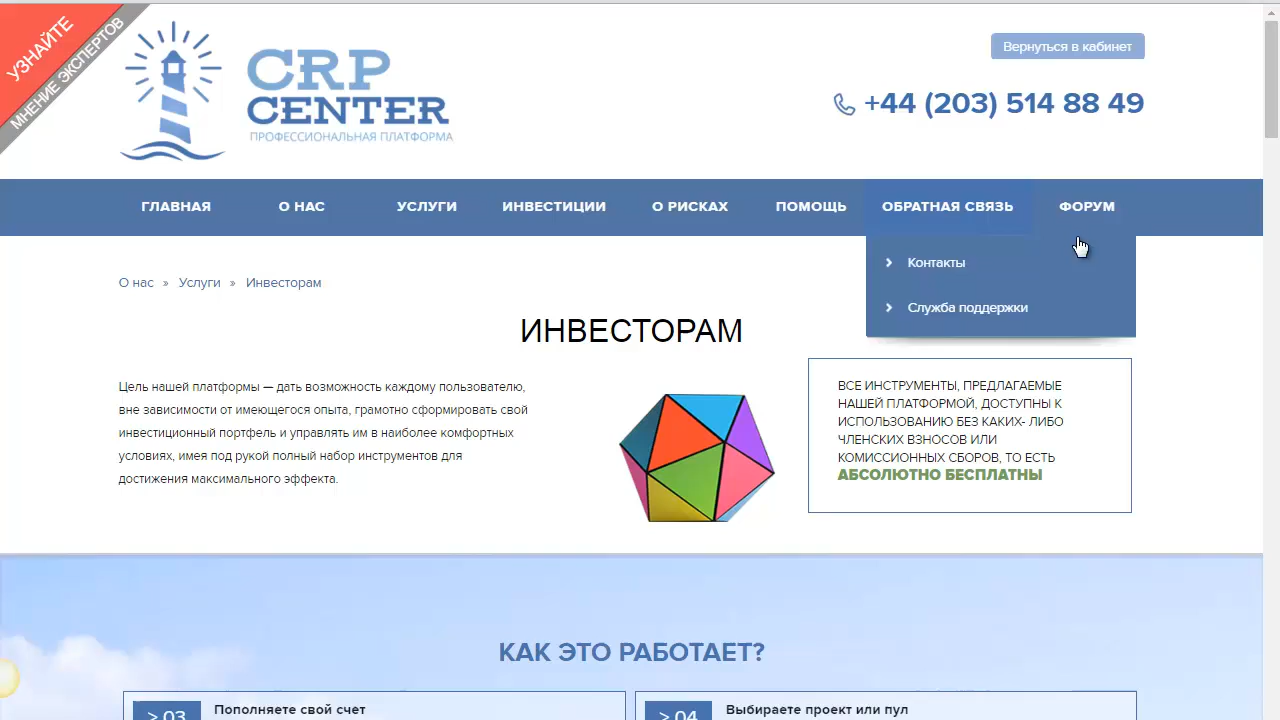 УЗНАЙТЕ
МНЕНИЕ ЭКСПЕРТОВ
CRP
CENTER
ПРОФЕССИОНАЛЬНАЯ ПЛАТФОРМА
Вернуться в кабинет
+44 (203) 514 88 49
ГЛАВНАЯ О НАС УСЛУГИ ИНВЕСТИЦИИ О РИСКАХ ПОМОЩЬ ОБРАТНАЯ СВЯЗЬ ФОРУМ
Контакты
Служба поддержки
О нас » Услуги » Инвесторам
ИНВЕСТОРАМ
Цель нашей платформы — дать возможность каждому пользователю,
вне зависимости от имеющегося опыта, грамотно сформировать свой
инвестиционный портфель и управлять им в наиболее комфортных
условиях, имея под рукой полный набор инструментов для
достижения максимального эффекта.
ВСЕ ИНСТРУМЕНТЫ, ПРЕДЛАГАЕМЫЕ
НАШЕЙ ПЛАТФОРМОЙ, ДОСТУПНЫ К
ИСПОЛЬЗОВАНИЮ БЕЗ КАКИХ- ЛИБО
ЧЛЕНСКИХ ВЗНОСОВ ИЛИ
КОМИССИОННЫХ СБОРОВ, ТО ЕСТЬ
АБСОЛЮТНО БЕСПЛАТНЫ
КАК ЭТО РАБОТАЕТ?
> 03 Пополняете свой счет
> 04 Выбираете проект или пул